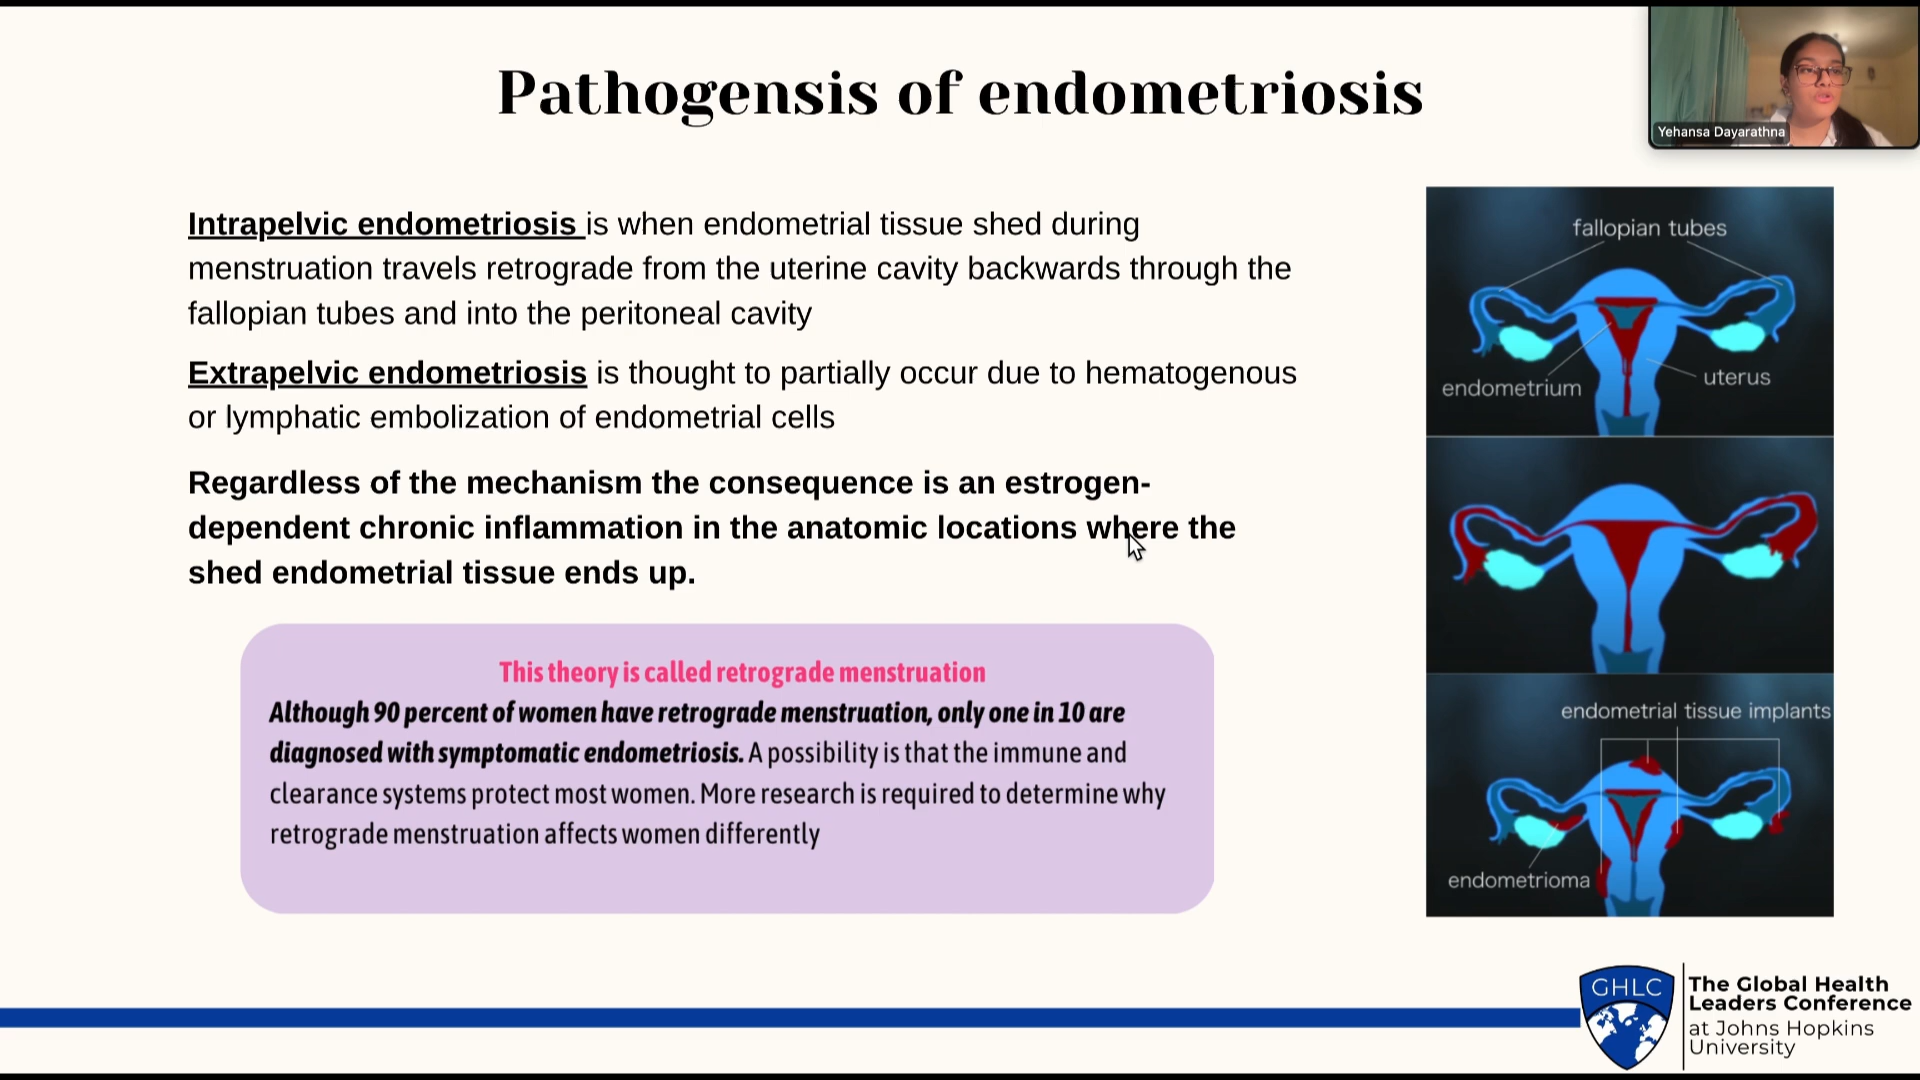 Pathogensis of endometriosis
Yehansa Dayarathna
Intrapelvic endometriosis is when endometrial tissue shed during
menstruation travels retrograde from the uterine cavity backwards through the
fallopian tubes and into the peritoneal cavity
Extrapelvic endometriosis is thought to partially occur due to hematogenous
or lymphatic embolization of endometrial cells
Regardless of the mechanism the consequence is an estrogen-
dependent chronic inflammation in the anatomic locations where the
shed endometrial tissue ends up.
This theory is called retrograde menstruation
Although 90 percent of women have retrograde menstruation, only one in 10 are
diagnosed with symptomatic endometriosis. A possibility is that the immune and
clearance systems protect most women. More research is required to determine why
retrograde menstruation affects women differently
fallopian tubes
endometrium
uterus
endometrial tissue implants
endometrioma
GHLC
The Global Health
Leaders Conference
at Johns Hopkins
University